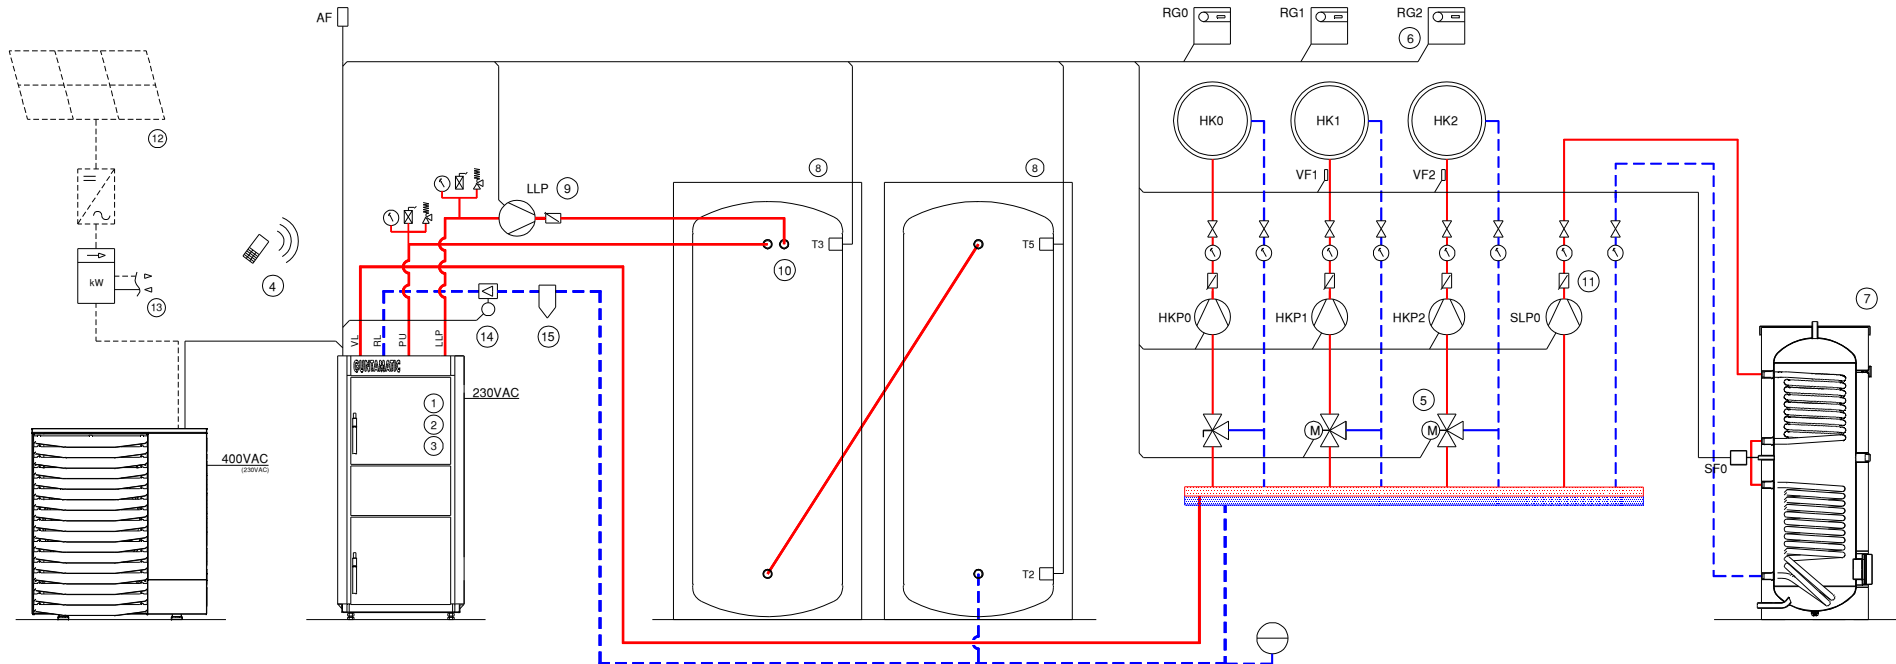 AF
RG0
RG1
RG2
6
12
HK0
HK1
HK2
8
8
VF1
VF2
LLP
9
T3
T5
10
4
kW
13
11
7
14
15
HKP0
HKP1
HKP2
SLP0
VL
RL
PU
LLP
GUNTAMATIC
230VAC
1
2
3
5
M
M
400VAC
(230VAC)
SF0
T2